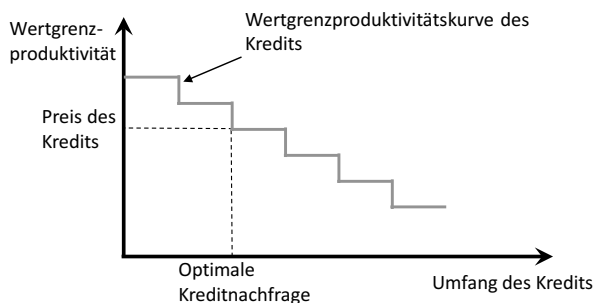 Wertgrenz-
produktivität
Wertgrenzproduktivitätskurve des
Kredits
Preis des
Kredits
Optimale
Kreditnachfrage
Umfang des Kredits